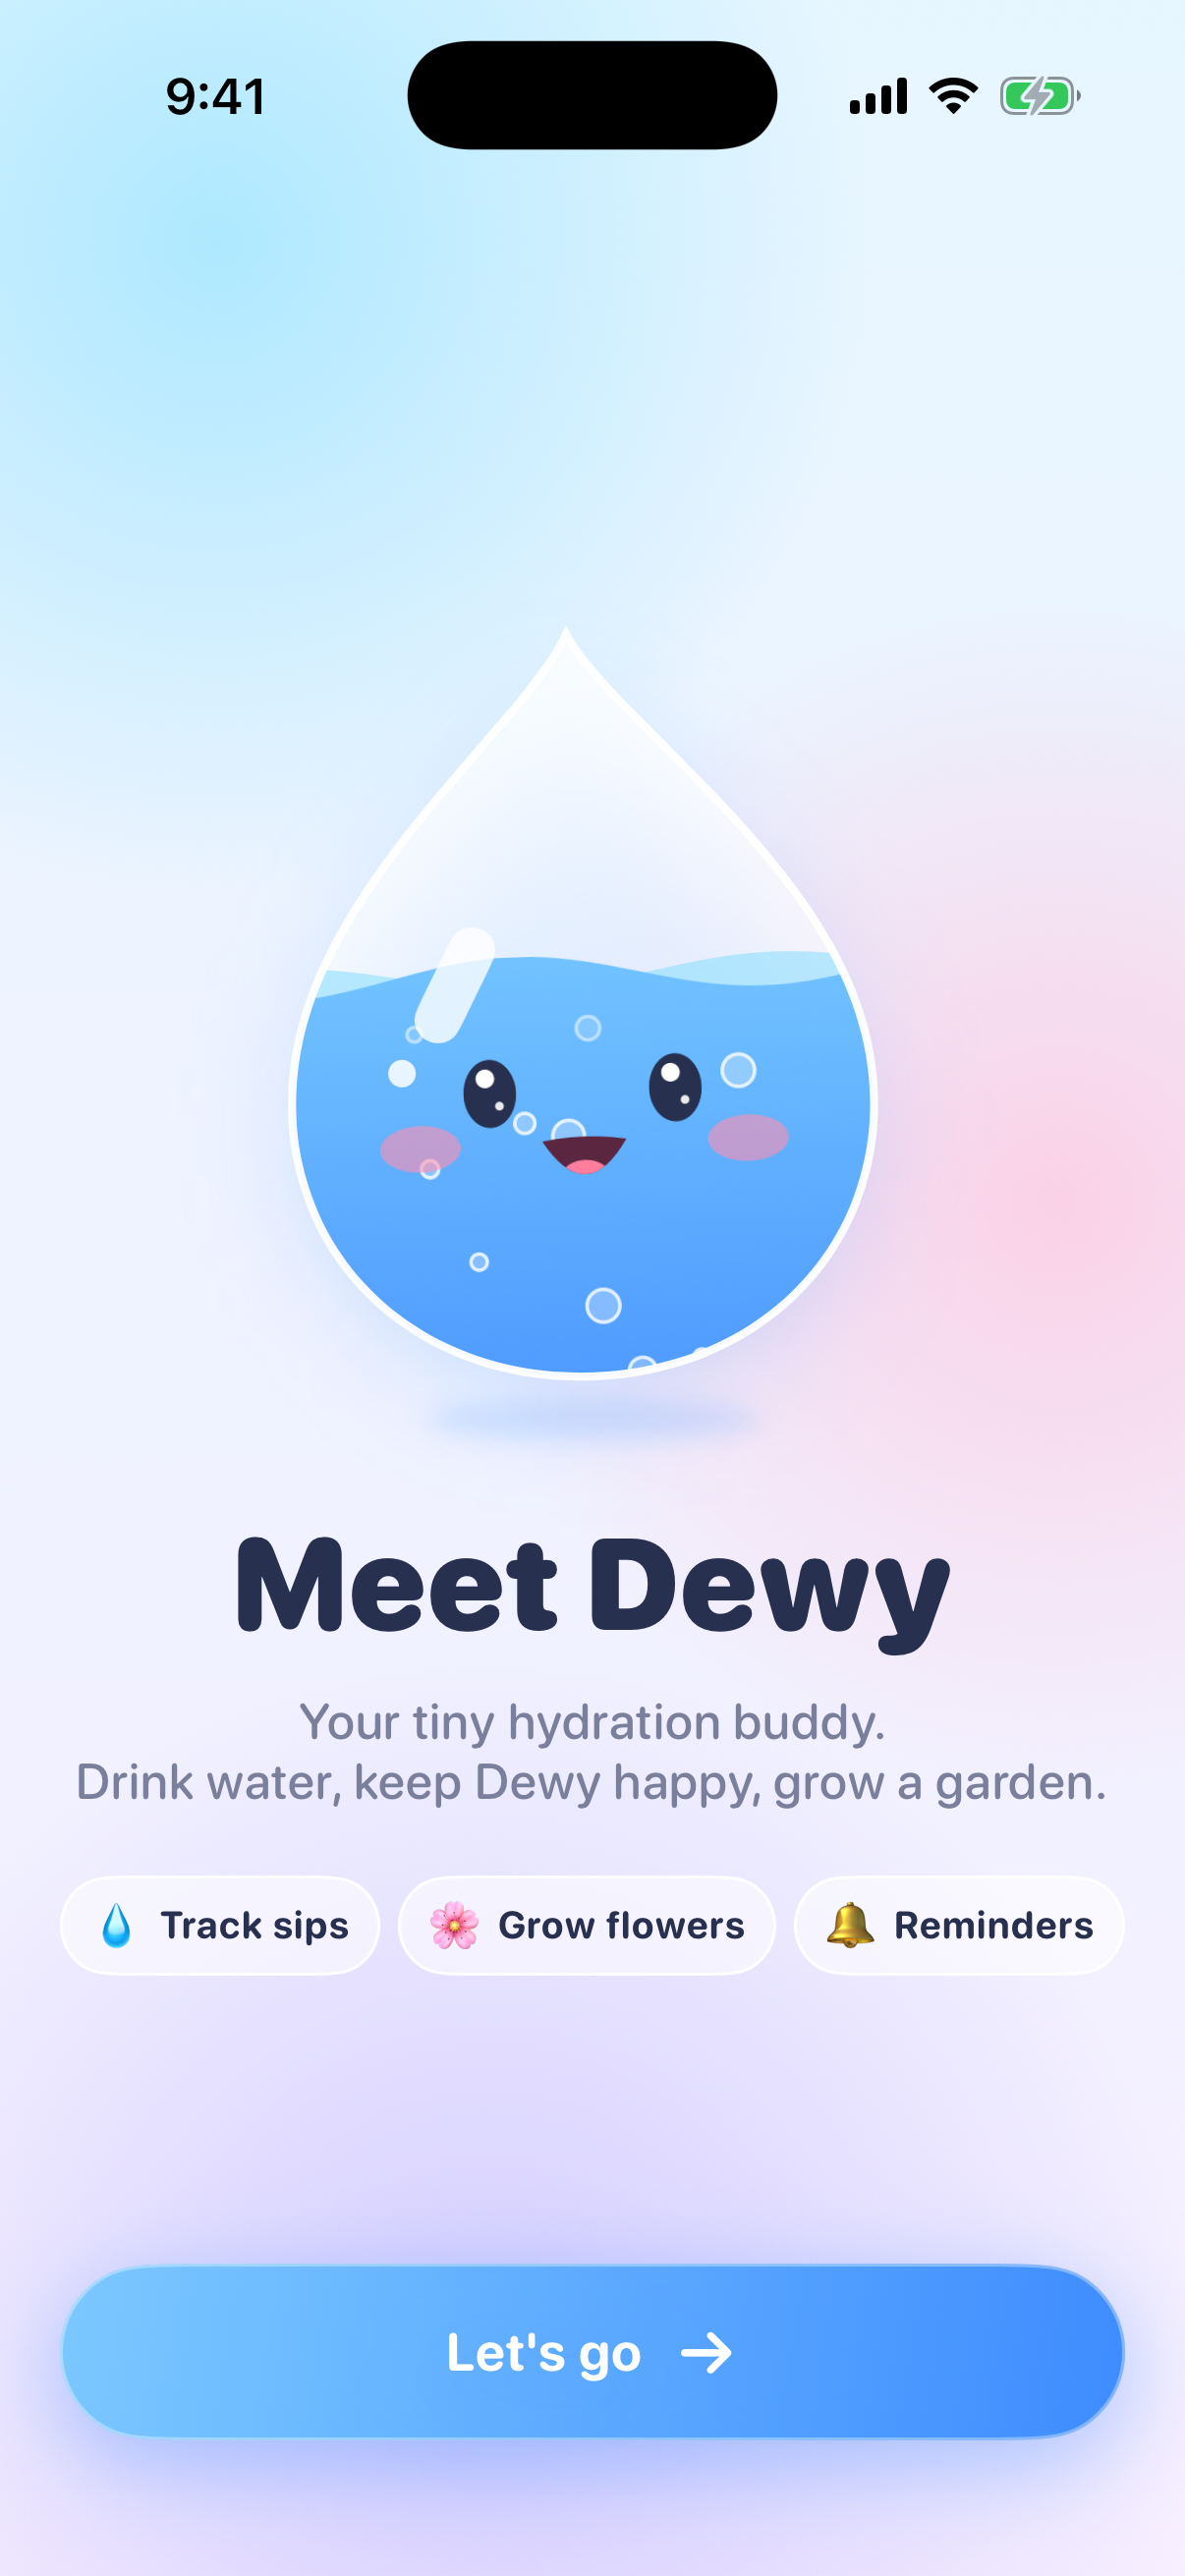 9:41
Meet Dewy
Your tiny hydration buddy.
Drink water, keep Dewy happy, grow a garden.
Track sips
Grow flowers
Reminders
Let's go